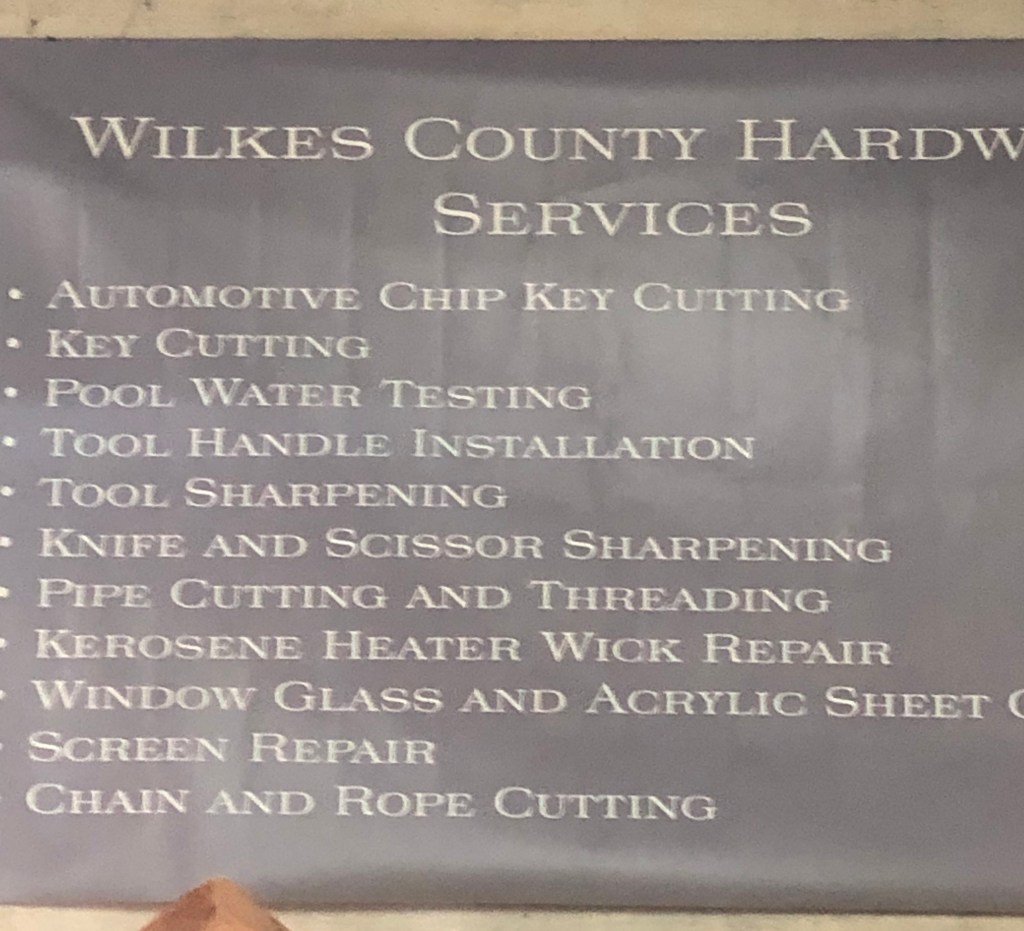 WILKES COUNTY HARDW
SERVICES
• AUTOMOTIVE CHIP KEY CUTTING
• KEY CUTTING
• POOL WATER TESTING
• TOOL HANDLE INSTALLATION
• TOOL SHARPENING
• KNIFE AND SCISSOR SHARPENING
• PIPE CUTTING AND THREADING
• KEROSENE HEATER WICK REPAIR
• WINDOW GLASS AND ACRYLIC SHEET
• SCREEN REPAIR
CHAIN AND ROPE CUTTING